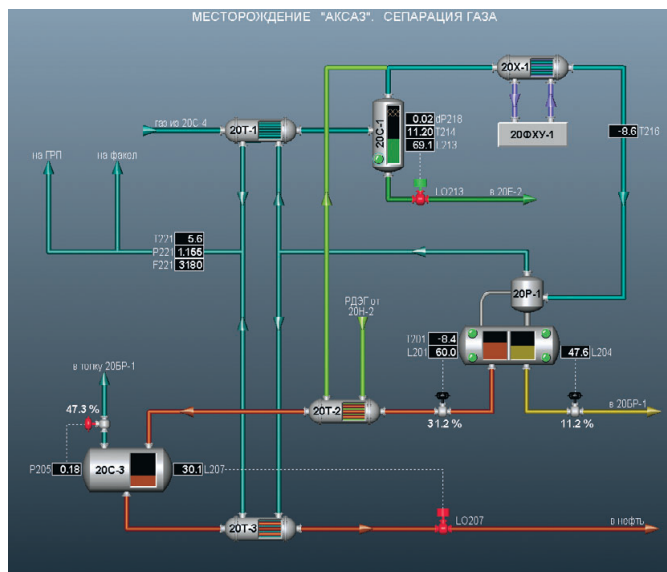 МЕСТОРОЖДЕНИЕ "АКСАЗ". СЕПАРАЦИЯ ГАЗА
20Х-1
газ из 20С-4
20Т-1
20С-1
0.02 dP218
11.20 T214
69.1 L213
20ФХУ-1
-8.6 T216
на ГРП
на факел
LO213
в 20Е-2
T221 5.6
P221 1.155
F221 3180
20Р-1
РДЭГ от
20Н-2
T201 -8.4
L201 60.0
47.6 L204
в топку 20БР-1
47.3 %
20Т-2
31.2 %
11.2 %
в 20БР-1
P205 0.18
20С-3
30.1 L207
20Т-3
LO207
в нефть